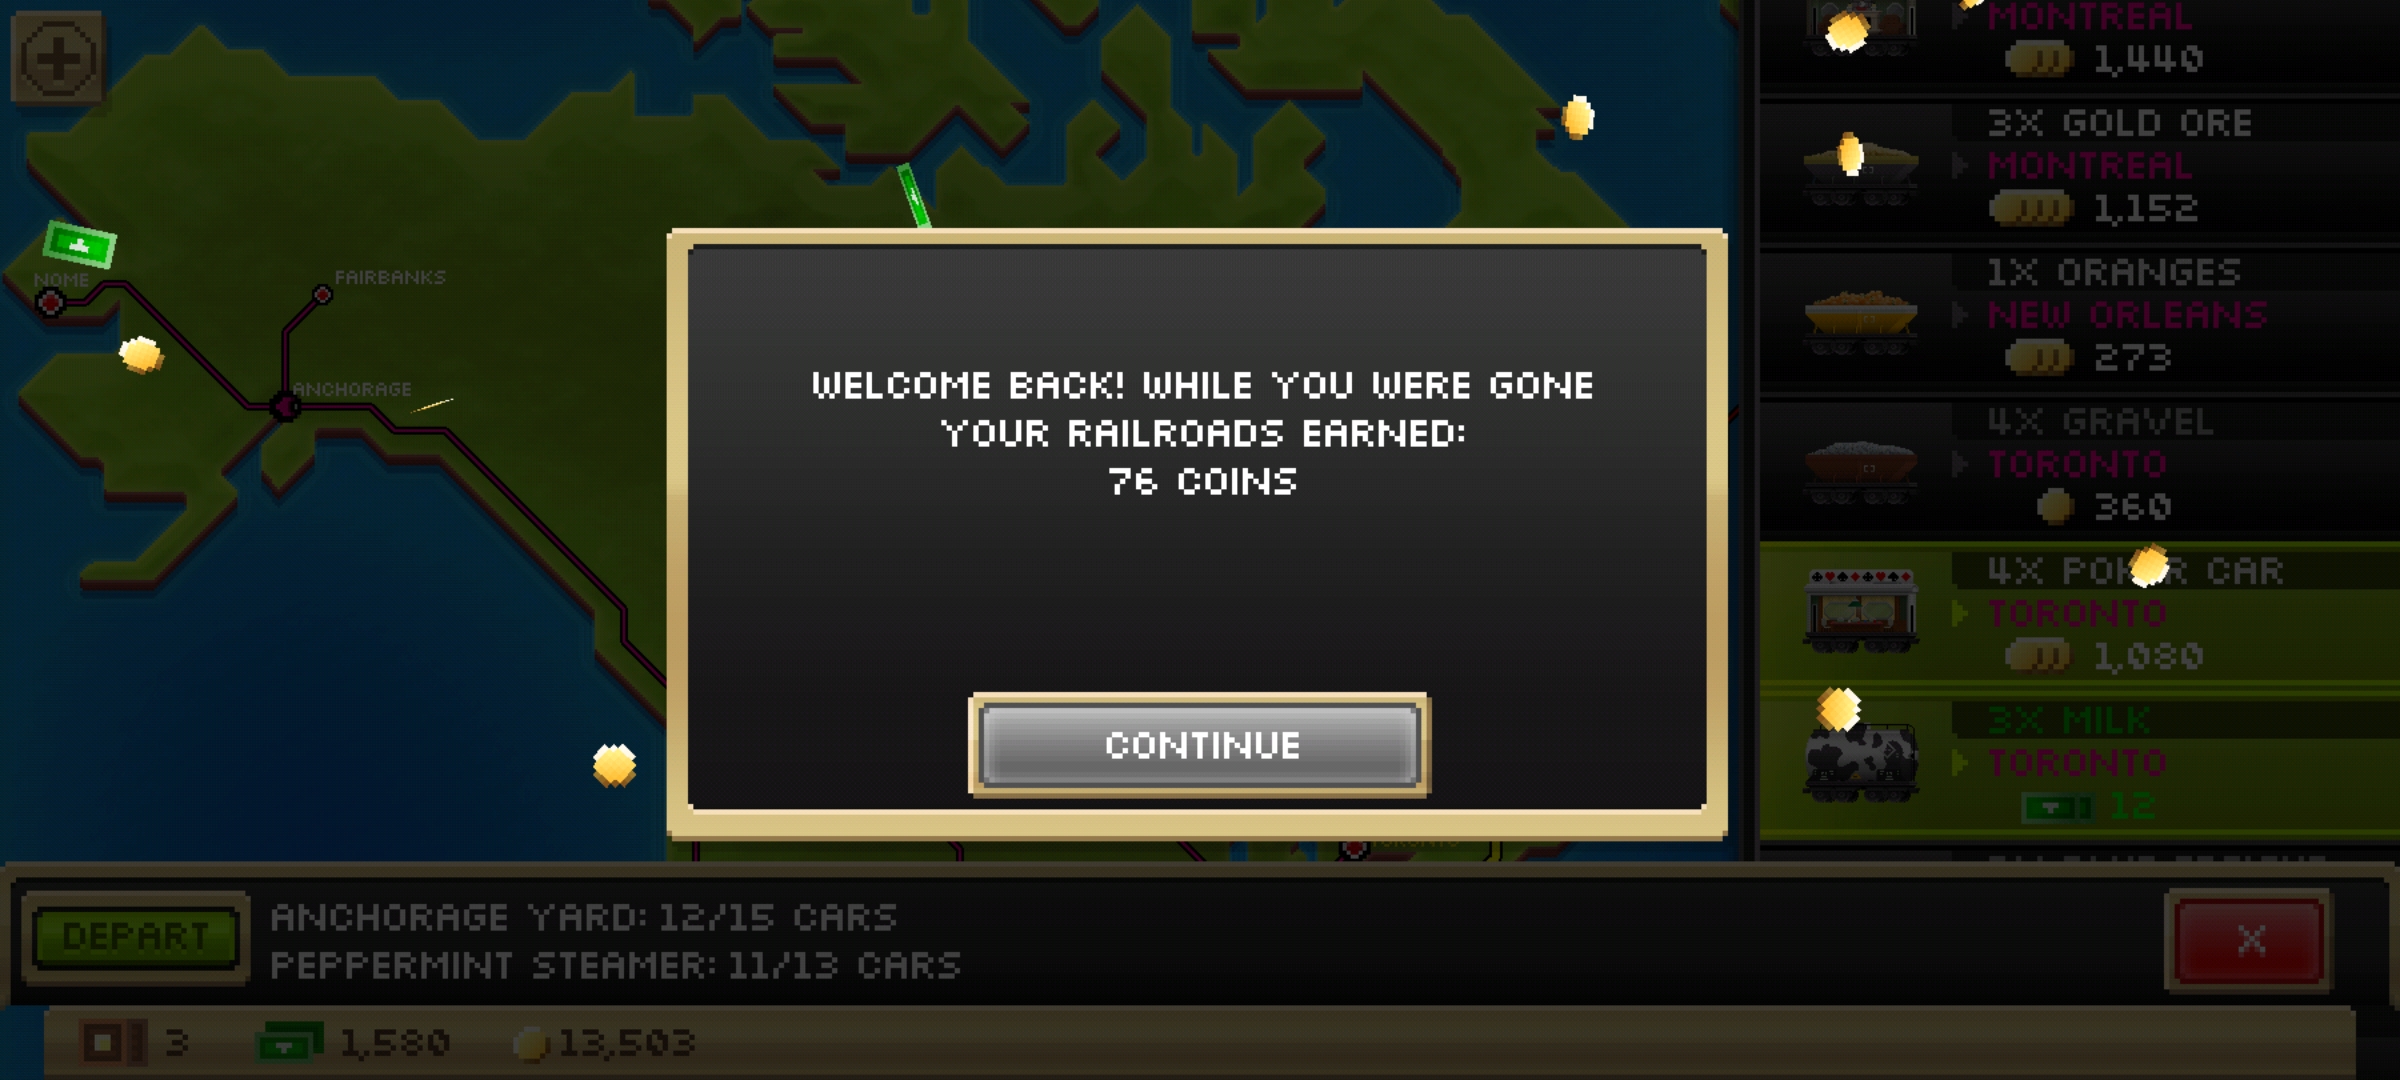 MONTREAL
1,440
3X GOLD ORE
MONTREAL
1,152
1X ORANGES
NEW ORLEANS
273
4X GRAVEL
TORONTO
360
4X CAR
TORONTO
1,080
3X MILK
TORONTO
12
NOME
FAIRBANKS
ANCHORAGE
WELCOME BACK! WHILE YOU WERE GONE
YOUR RAILROADS EARNED:
76 COINS
CONTINUE
TORONTO
DEPART
ANCHORAGE YARD: 12/15 CARS
PEPPERMINT STEAMER: 11/13 CARS
X
3
1,580
13,503